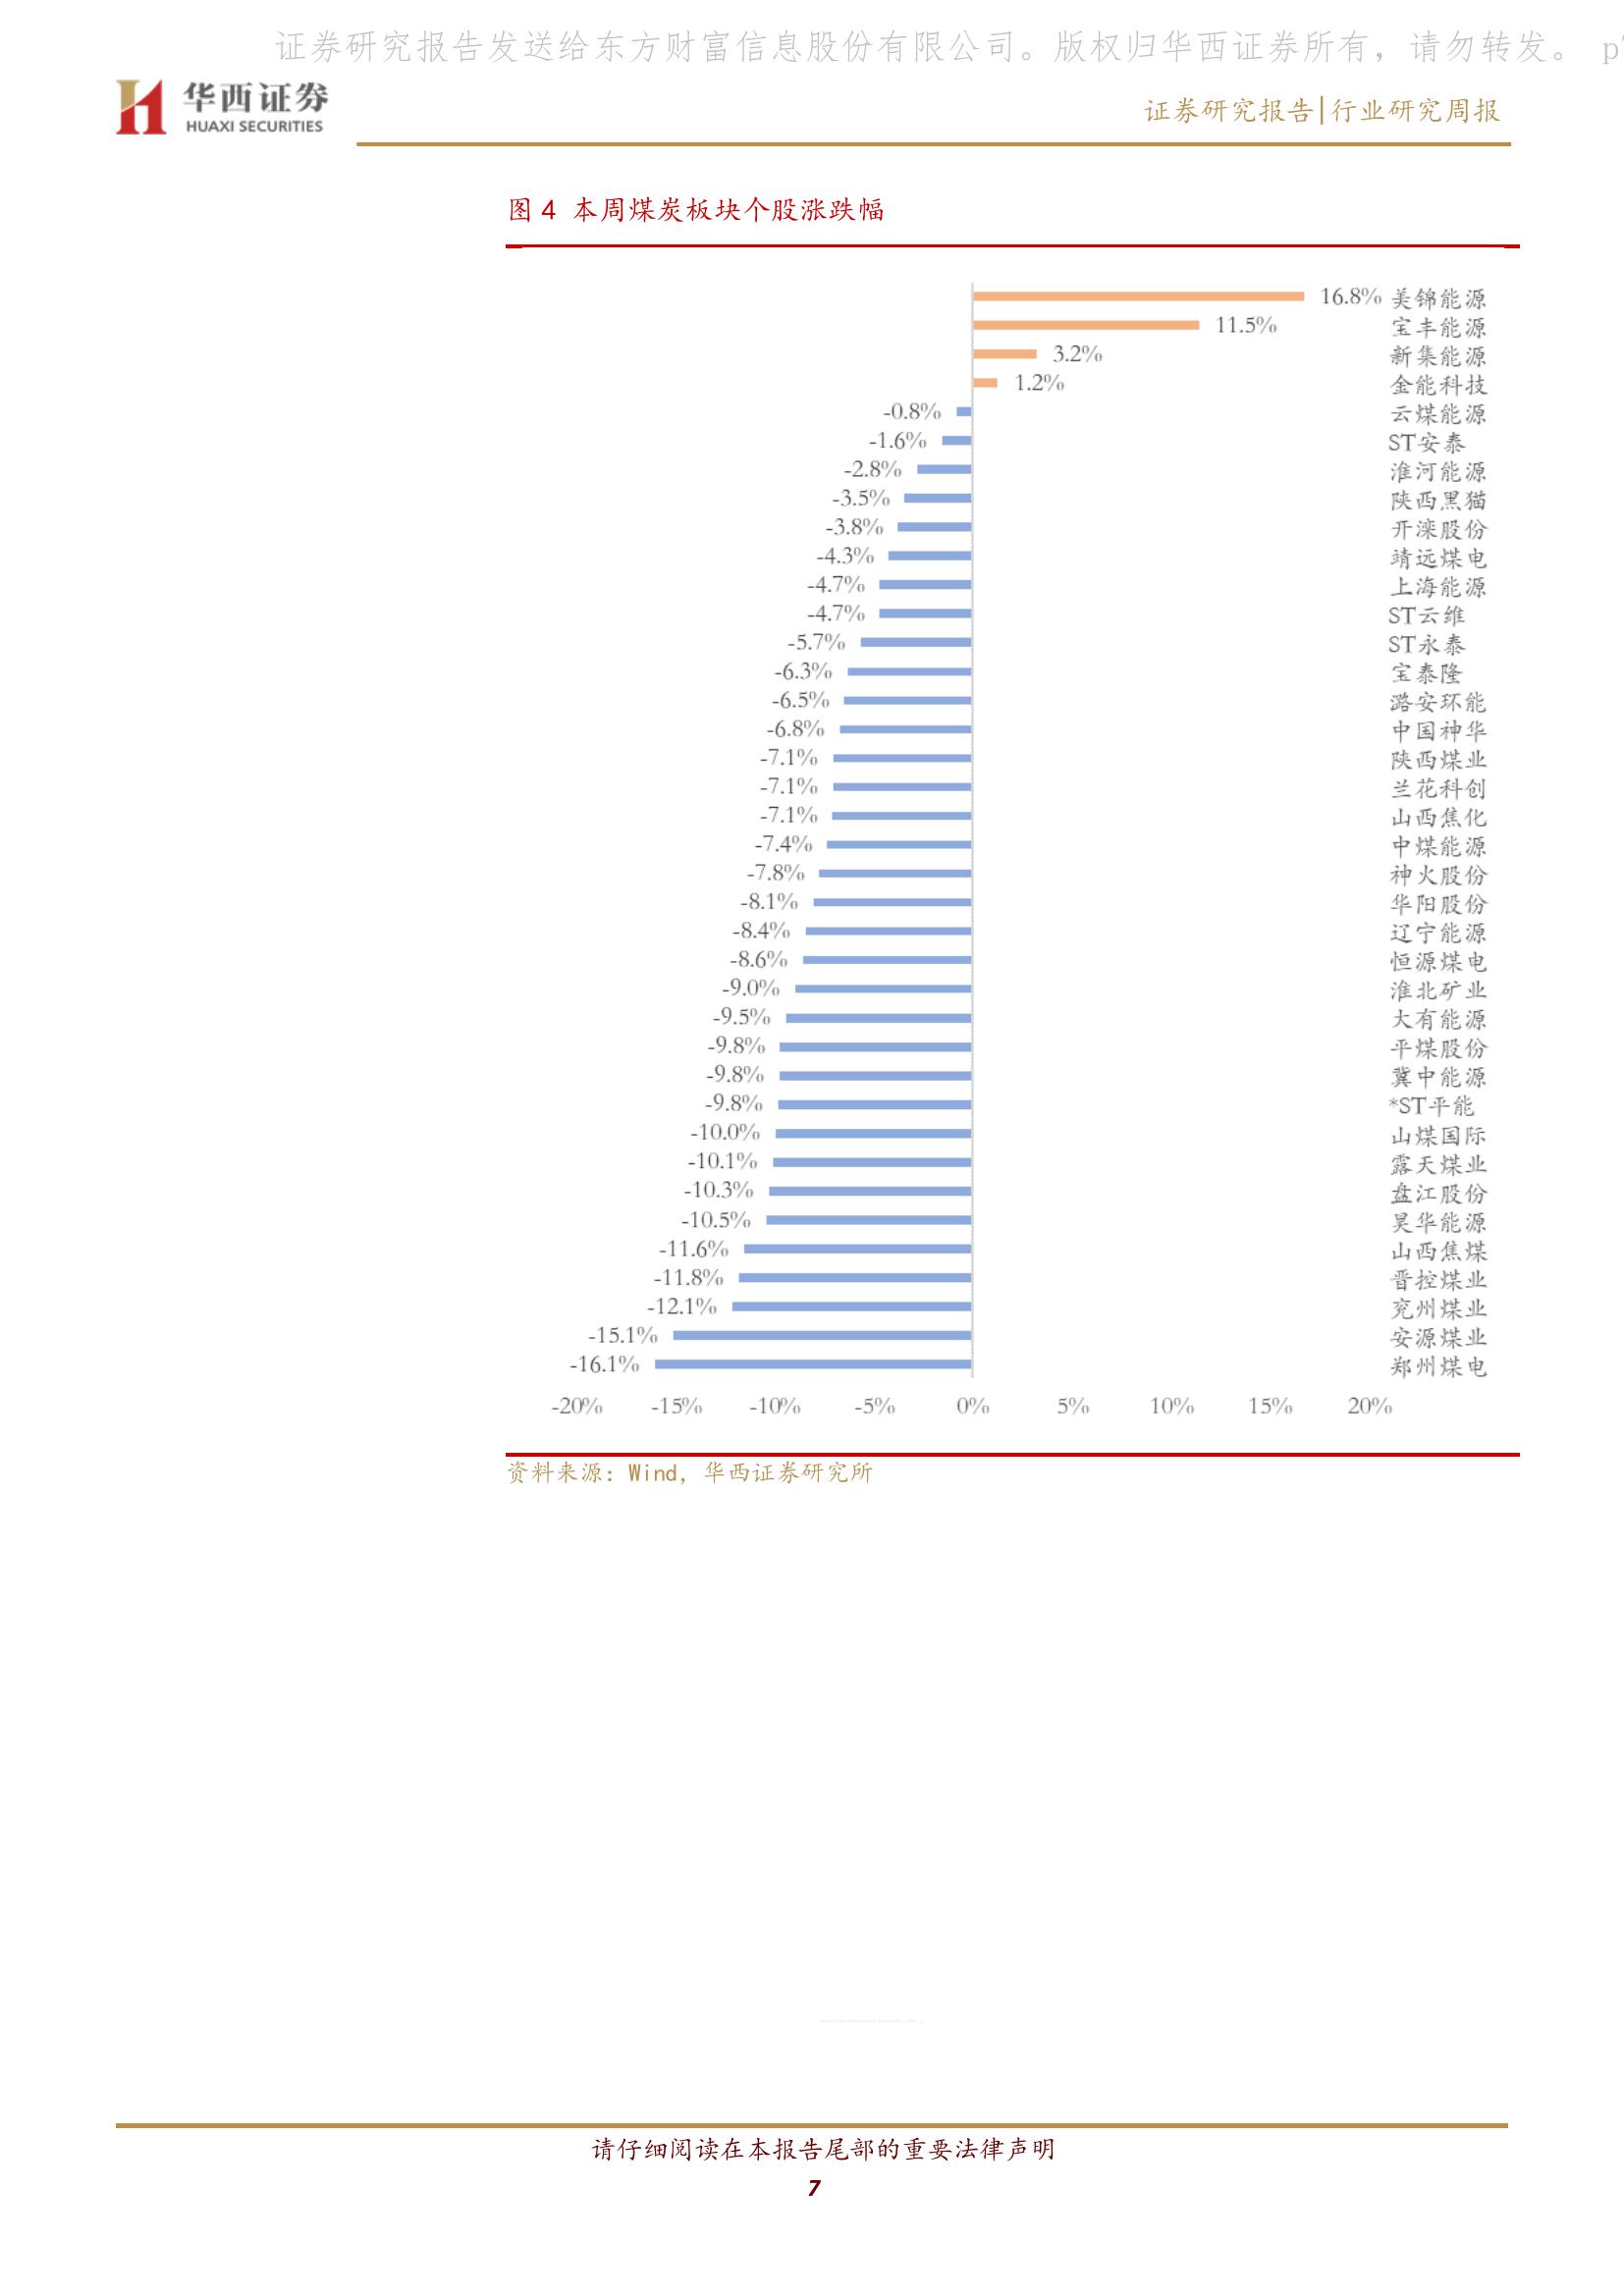 证券研究报告发送给东方财富信息股份有限公司。版权归华西证券所有，请勿转发。 p
华西证券
HUAXI SECURITIES
证券研究报告|行业研究周报
图 4 本周煤炭板块个股涨跌幅
16.8% 美锦能源
11.5% 宝丰能源
3.2% 新集能源
1.2% 金能科技
-0.8% 云煤能源
-1.6% ST安泰
-2.8% 淮河能源
-3.5% 陕西黑猫
-3.8% 开滦股份
-4.3% 靖远煤电
-4.7% 上海能源
-4.7% ST云维
-5.7% ST永泰
-6.3% 宝泰隆
-6.5% 潞安环能
-6.8% 中国神华
-7.1% 陕西煤业
-7.1% 兰花科创
-7.1% 山西焦化
-7.4% 中煤能源
-7.8% 神火股份
-8.1% 华阳股份
-8.4% 辽宁能源
-8.6% 恒源煤电
-9.0% 淮北矿业
-9.5% 大有能源
-9.8% 平煤股份
-9.8% 冀中能源
-9.8% *ST平能
-10.0% 山煤国际
-10.1% 露天煤业
-10.3% 盘江股份
-10.5% 昊华能源
-11.6% 山西焦煤
-11.8% 晋控煤业
-12.1% 兖州煤业
-15.1% 安源煤业
-16.1% 郑州煤电
-20% -15% -10% -5% 0% 5% 10% 15% 20%
资料来源：Wind，华西证券研究所
请仔细阅读在本报告尾部的重要法律声明
7